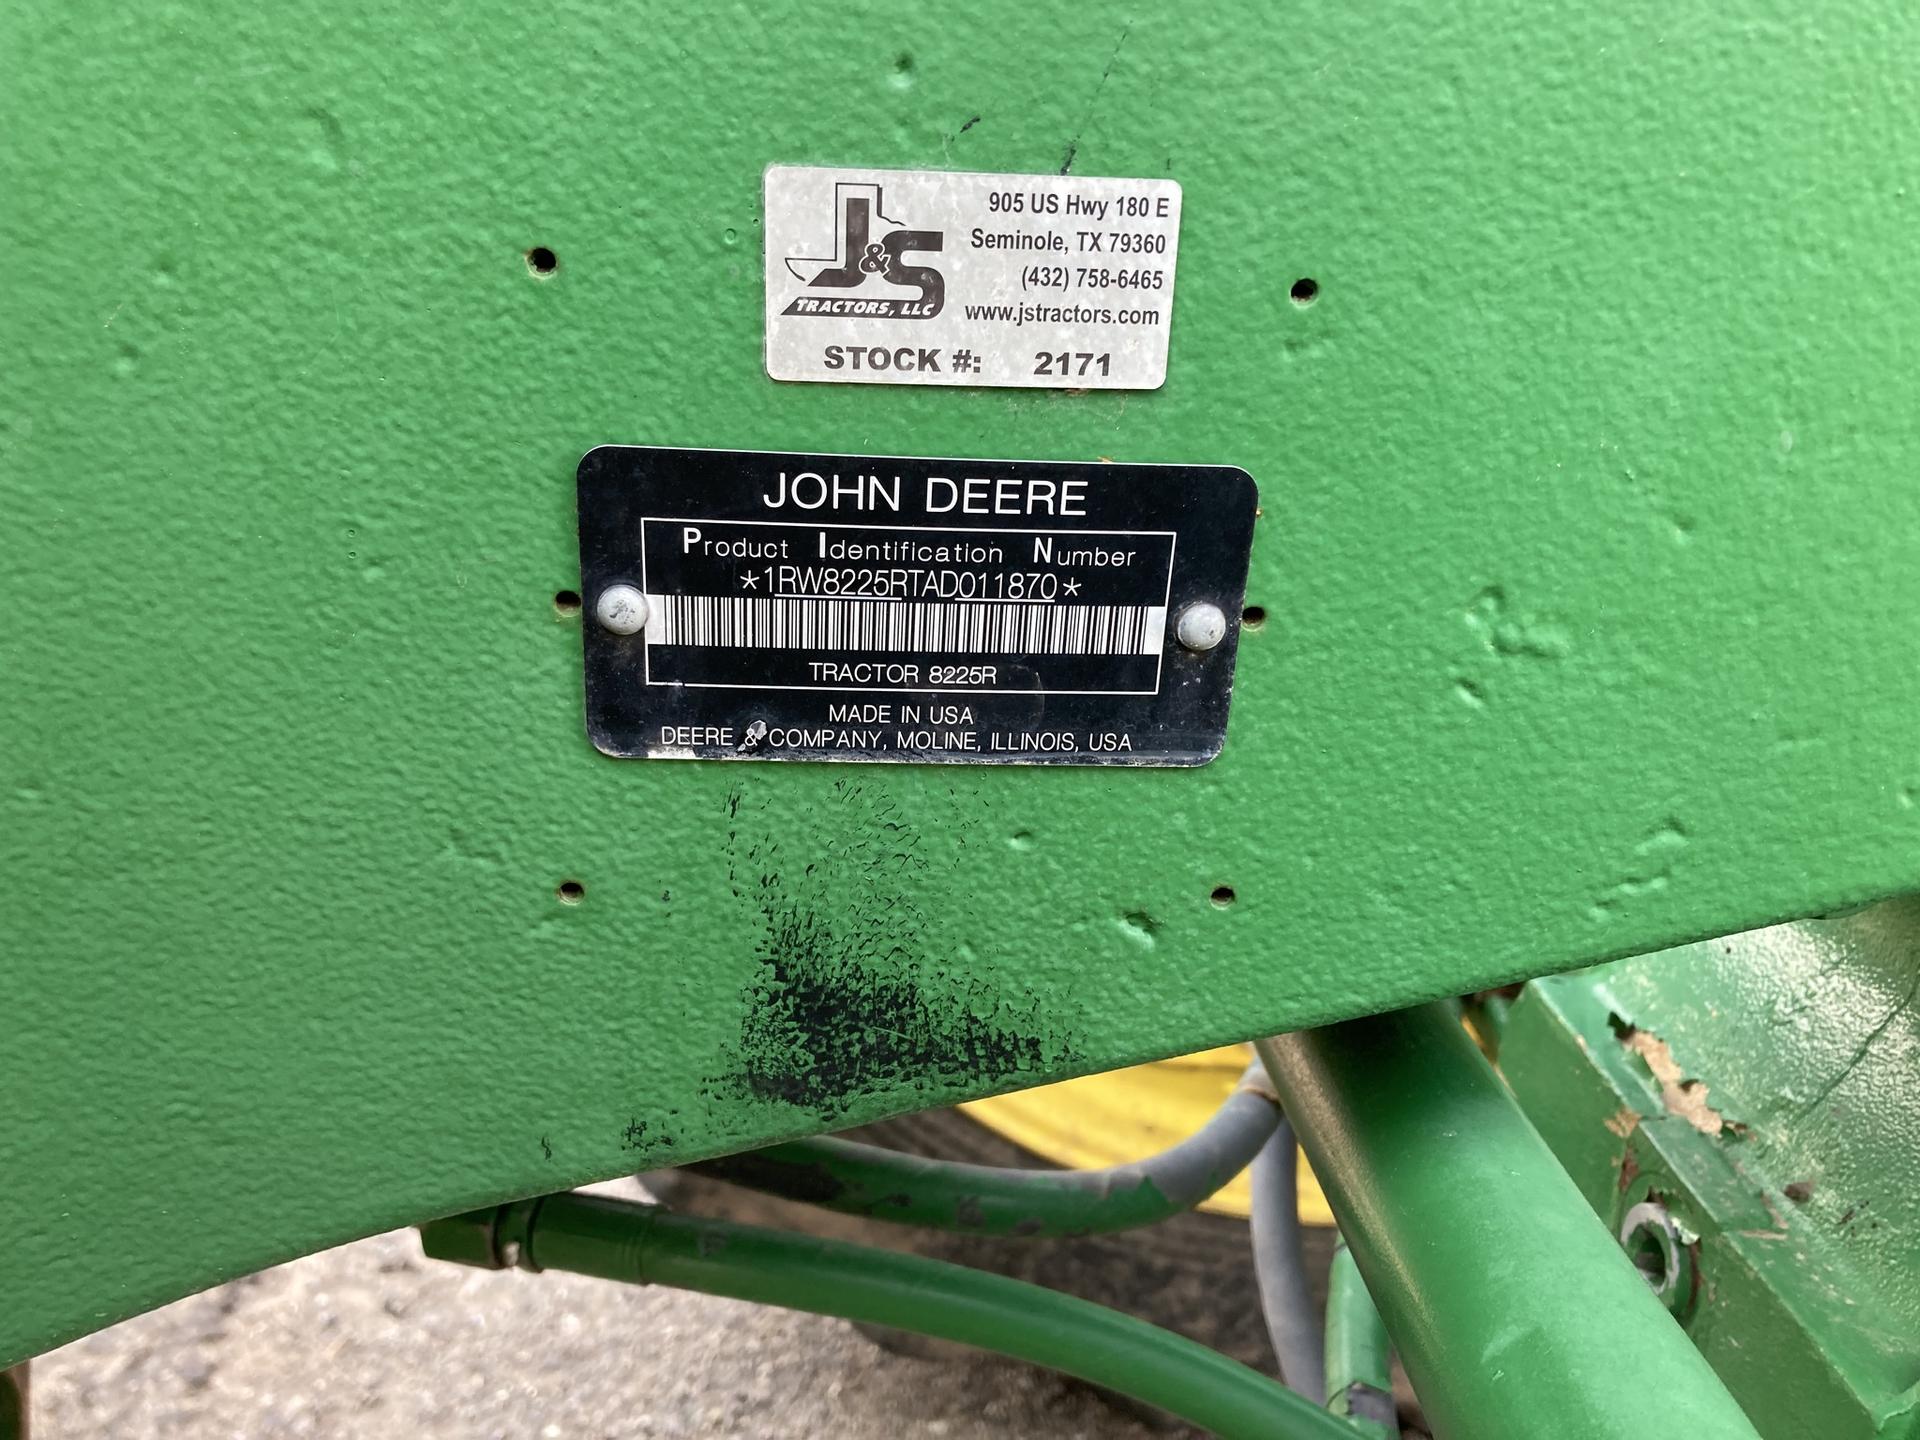 J&S
TRACTORS, LLC
905 US Hwy 180 E
Seminole, TX 79360
(432) 758-6465
www.jstractors.com
STOCK #: 2171
JOHN DEERE
Product Identification Number
*1RW8225RTAD011870*
TRACTOR 8225R
MADE IN USA
DEERE & COMPANY, MOLINE, ILLINOIS, USA